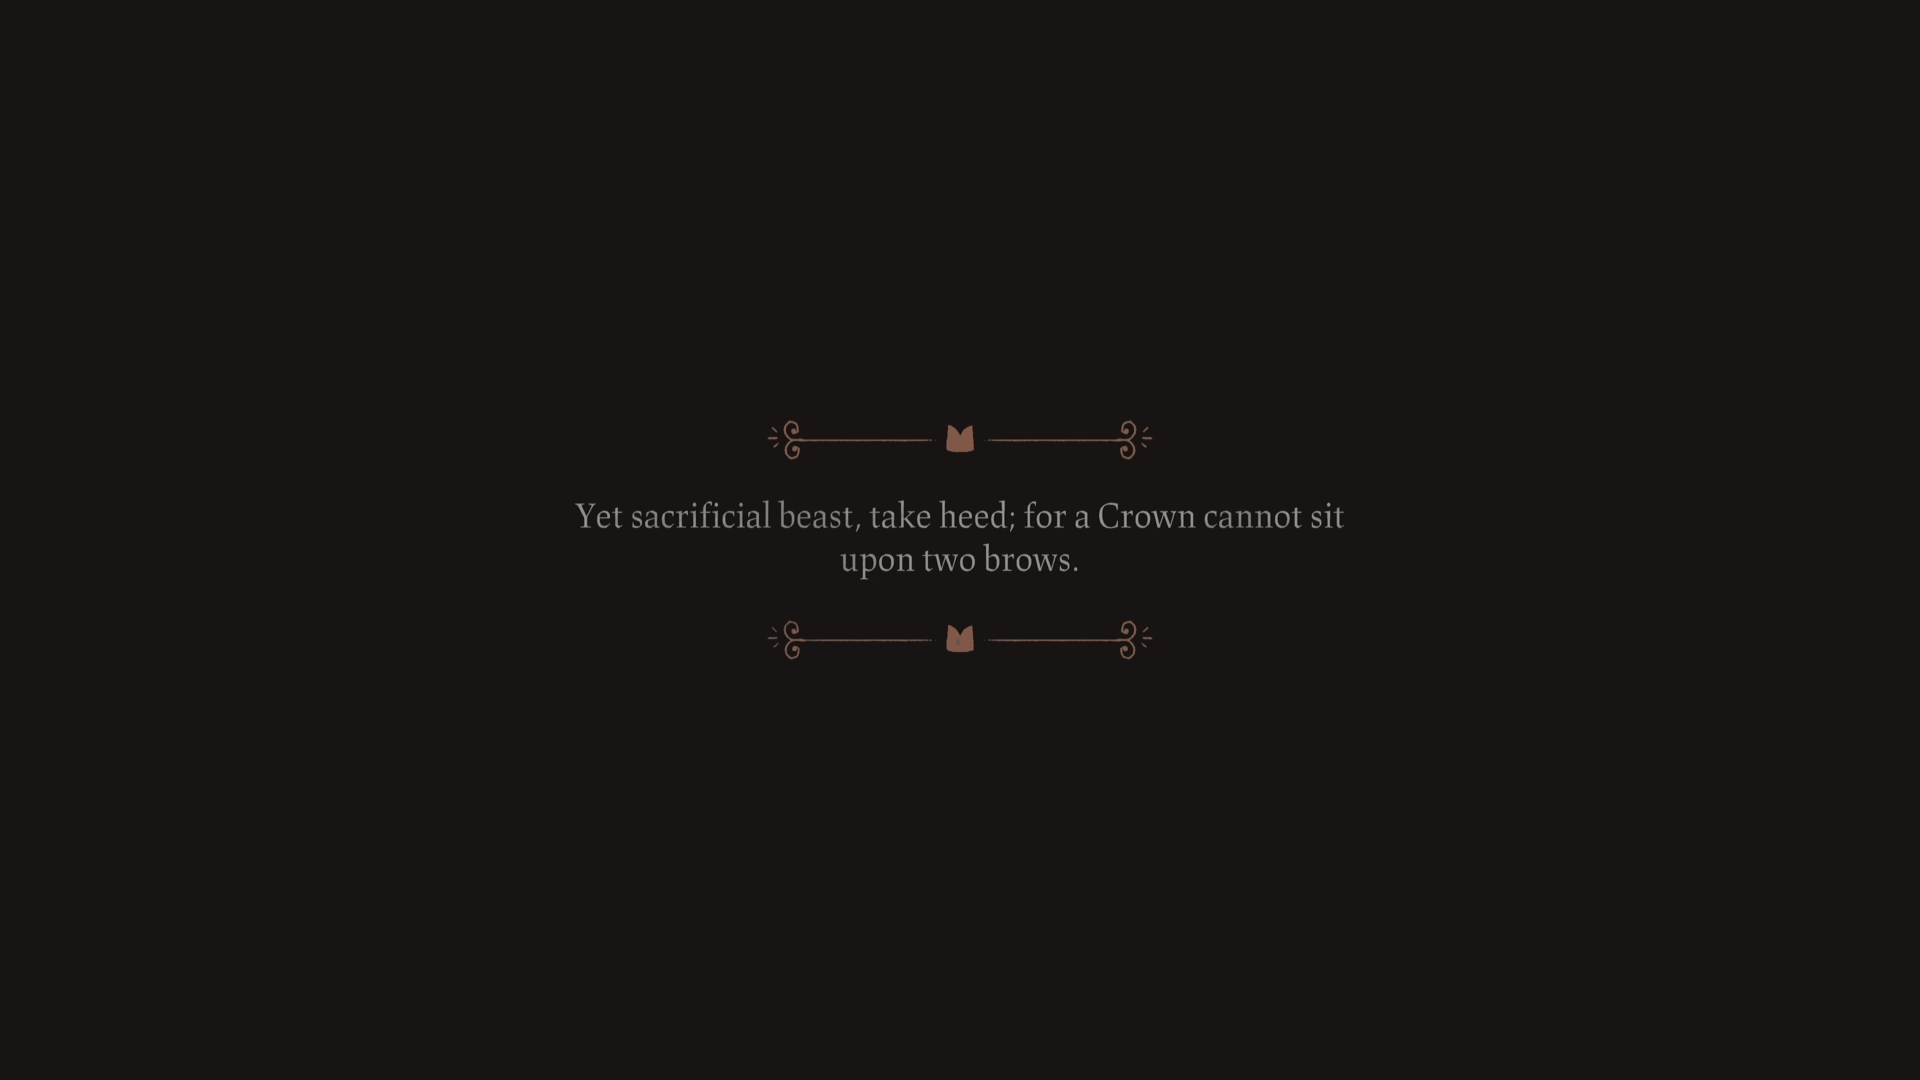 Yet sacrificial beast, take heed; for a Crown cannot sit
upon two brows.